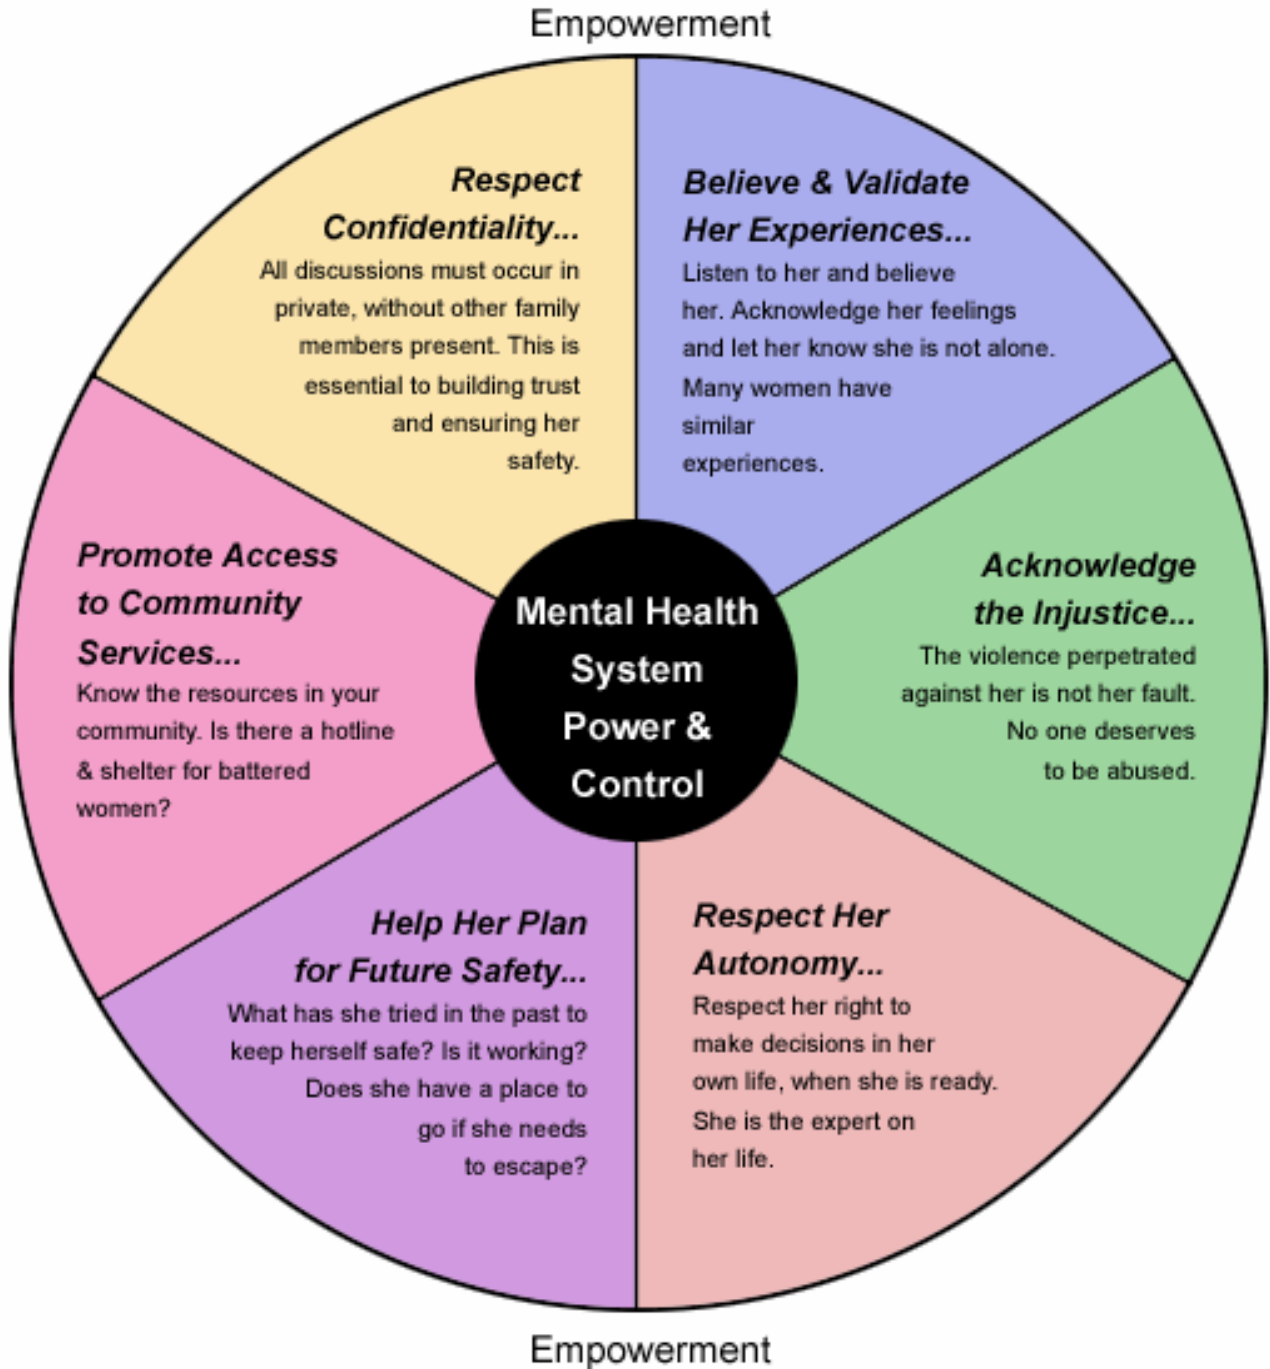 Empowerment
Respect
Confidentiality...
All discussions must occur in
private, without other family
members present. This is
essential to building trust
and ensuring her
safety.
Believe & Validate
Her Experiences...
Listen to her and believe
her. Acknowledge her feelings
and let her know she is not alone.
Many women have
similar
experiences.
Promote Access
to Community
Services...
Know the resources in your
community. Is there a hotline
& shelter for battered
women?
Mental Health
System
Power &
Control
Acknowledge
the Injustice...
The violence perpetrated
against her is not her fault.
No one deserves
to be abused.
Help Her Plan
for Future Safety...
What has she tried in the past to
keep herself safe? Is it working?
Does she have a place to
go if she needs
to escape?
Respect Her
Autonomy...
Respect her right to
make decisions in her
own life, when she is ready.
She is the expert on
her life.
Empowerment